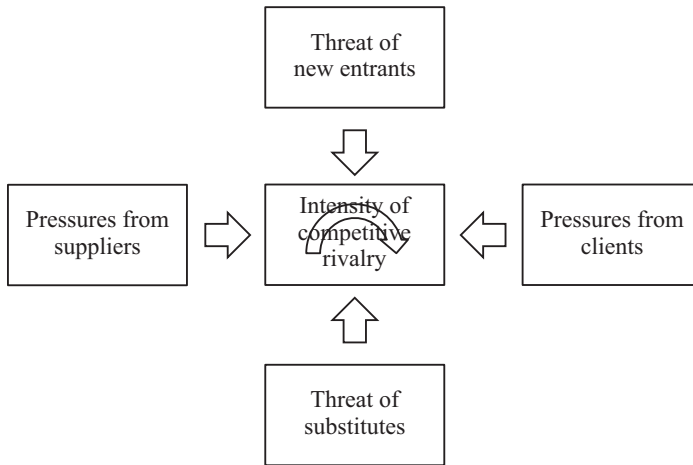 Threat of
new entrants
Pressures from
suppliers
Intensity of
competitive
rivalry
Pressures from
clients
Threat of
substitutes